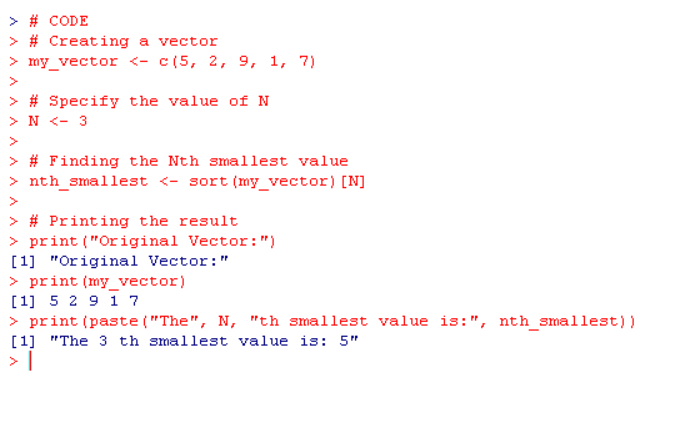 > # CODE
> # Creating a vector
> my_vector <- c(5, 2, 9, 1, 7)
>
> # Specify the value of N
> N <- 3
>
> # Finding the Nth smallest value
> nth_smallest <- sort(my_vector)[N]
>
> # Printing the result
> print("Original Vector:")
[1] "Original Vector:"
> print(my_vector)
[1] 5 2 9 1 7
> print(paste("The", N, "th smallest value is:", nth_smallest))
[1] "The 3 th smallest value is: 5"
>